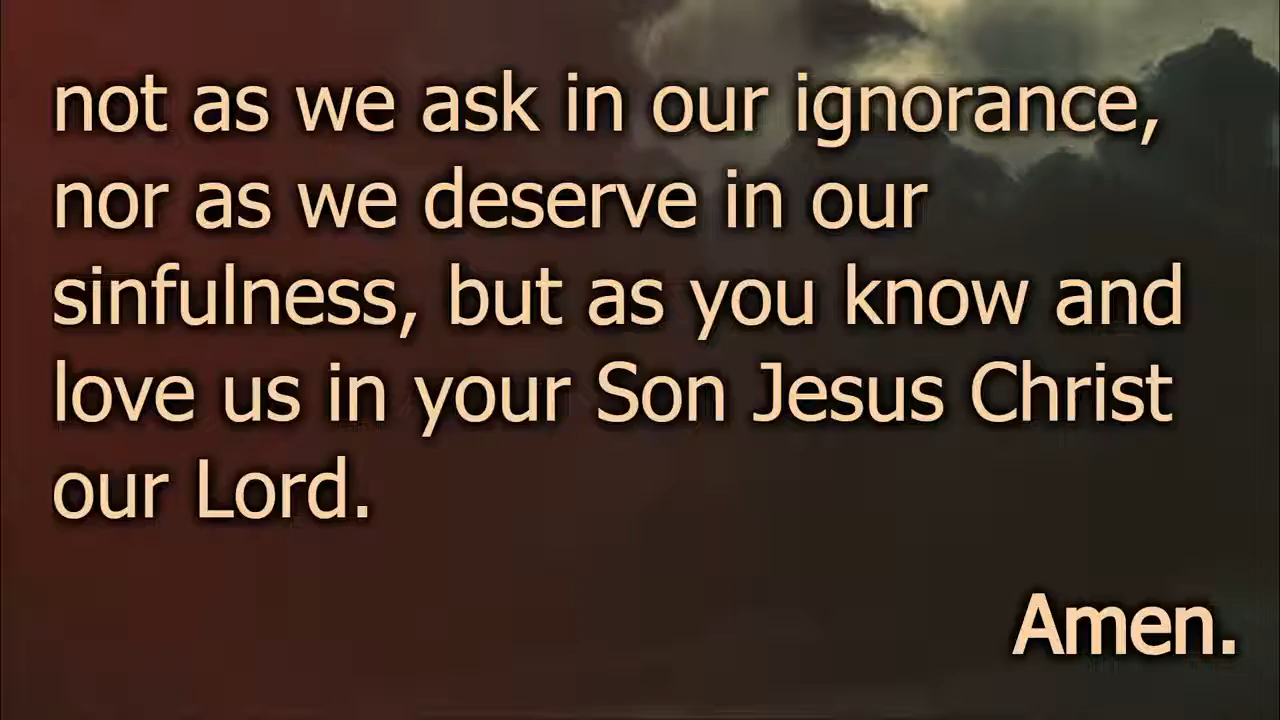 not as we ask in our ignorance,
nor as we deserve in our
sinfulness, but as you know and
love us in your Son Jesus Christ
our Lord.
Amen.